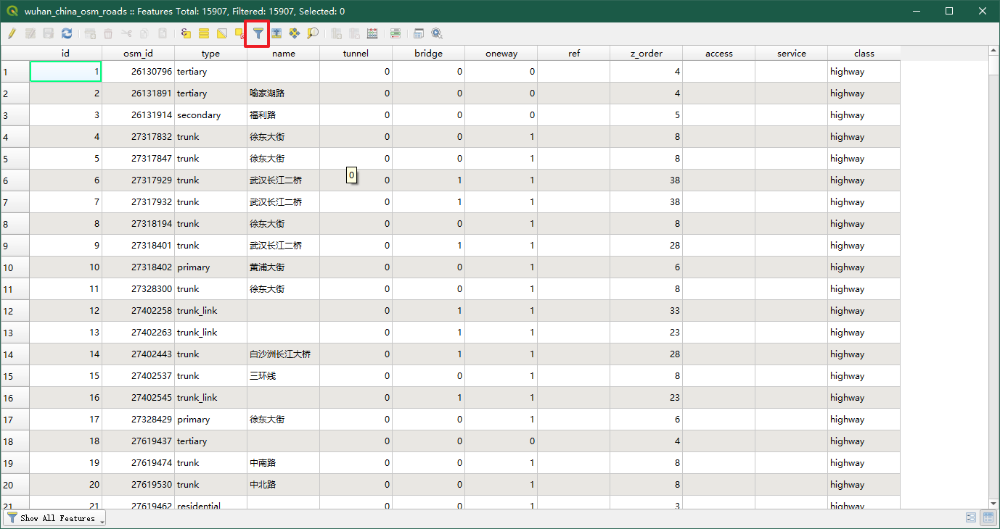 wuhan_china_osm_roads :: Features Total: 15907, Filtered: 15907, Selected: 0
id osm_id type name tunnel bridge oneway ref z_order access service class
1 1 26130796 tertiary 0 0 0 4 highway
2 2 26131891 tertiary 喻家湖路 0 0 0 4 highway
3 3 26131914 secondary 福利路 0 0 0 5 highway
4 4 27317832 trunk 徐东大街 0 0 1 8 highway
5 5 27317847 trunk 徐东大街 0 0 1 8 highway
0
6 6 27317929 trunk 武汉长江二桥 0 1 1 38 highway
7 7 27317932 trunk 武汉长江二桥 0 1 1 38 highway
8 8 27318194 trunk 徐东大街 0 0 1 8 highway
9 9 27318401 trunk 武汉长江二桥 0 1 1 28 highway
10 10 27318402 primary 黄浦大街 0 0 1 6 highway
11 11 27328300 trunk 徐东大街 0 0 1 8 highway
12 12 27402258 trunk_link 0 1 1 33 highway
13 13 27402263 trunk_link 0 1 1 23 highway
14 14 27402443 trunk 白沙洲长江大桥 0 1 1 28 highway
15 15 27402537 trunk 三环线 0 0 1 8 highway
16 16 27402545 trunk_link 0 1 1 23 highway
17 17 27328429 primary 徐东大街 0 0 1 6 highway
18 18 27619437 tertiary 0 0 0 4 highway
19 19 27619474 trunk 中南路 0 0 1 8 highway
20 20 27619530 trunk 中北路 0 0 1 8 highway
21 21 27619462 residential 0 0 1 3 highway
Show All Features